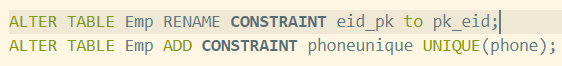 ALTER TABLE Emp RENAME CONSTRAINT eid_pk to pk_eid;
ALTER TABLE Emp ADD CONSTRAINT phoneunique UNIQUE(phone);